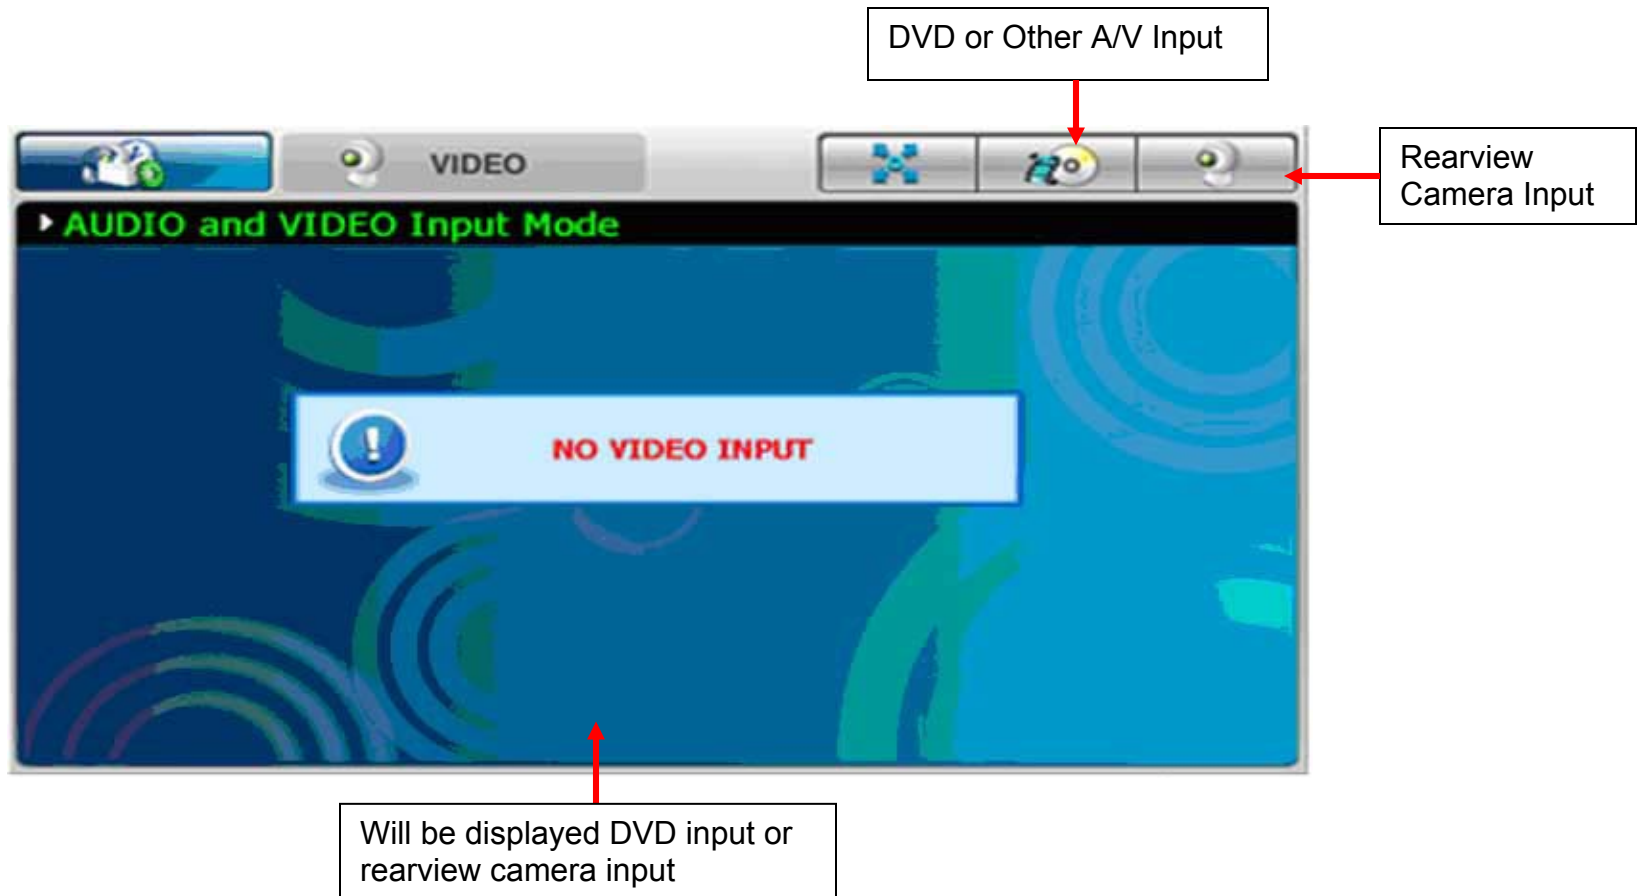 DVD or Other A/V Input
VIDEO
Rearview
Camera Input
AUDIO and VIDEO Input Mode
NO VIDEO INPUT
Will be displayed DVD input or
rearview camera input